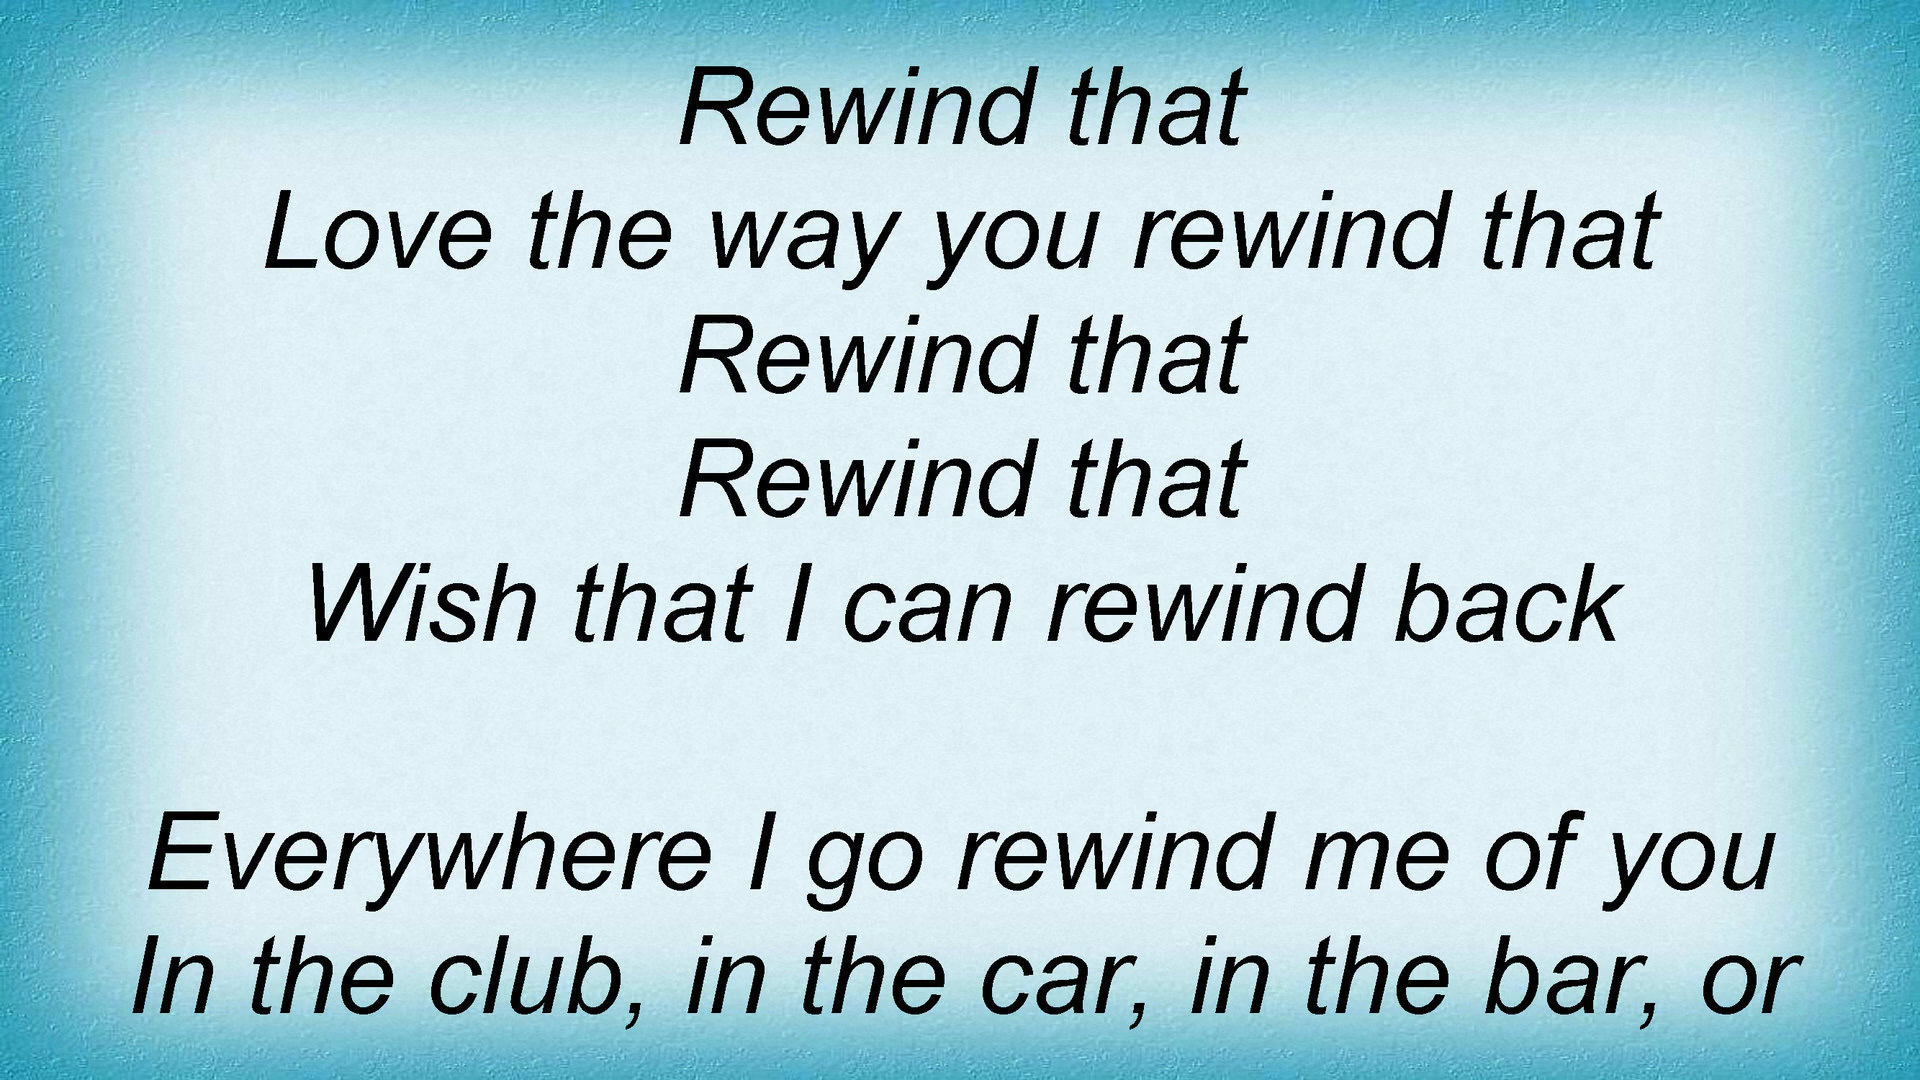 Rewind that
Love the way you rewind that
Rewind that
Rewind that
Wish that I can rewind back
Everywhere I go rewind me of you
In the club, in the car, in the bar, or